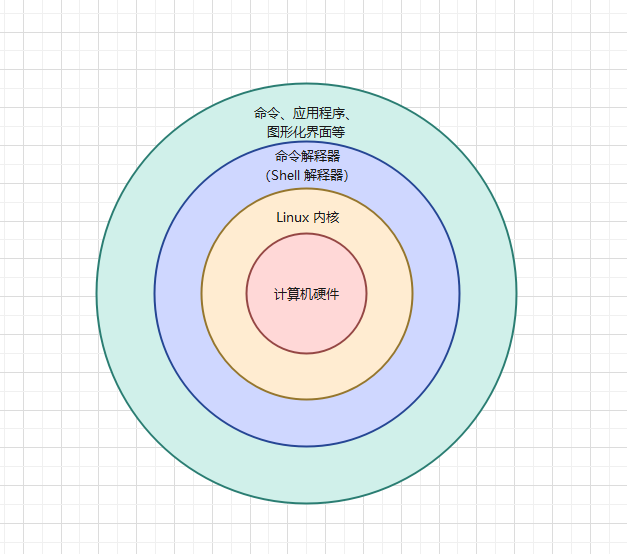 命令、应用程序、
图形化界面等
命令解释器
（Shell 解释器）
Linux 内核
计算机硬件